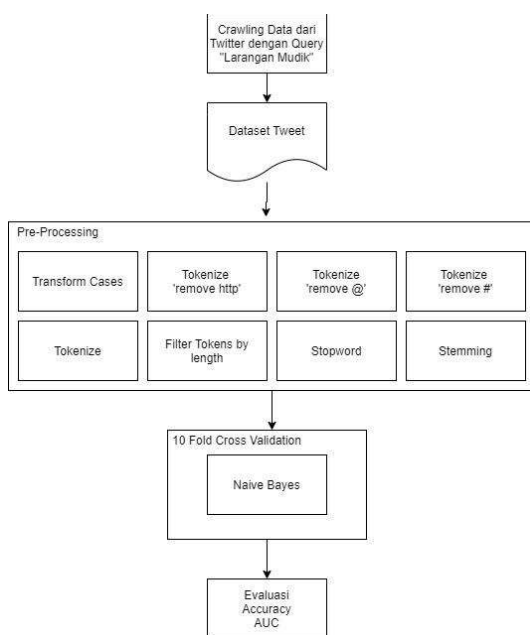 Crawling Data dari
Twitter dengan Query
"Larangan Mudik"
Dataset Tweet
Pre-Processing
Transform Cases
Tokenize
'remove http'
Tokenize
'remove @'
Tokenize
'remove #'
Tokenize
Filter Tokens by
length
Stopword
Stemming
10 Fold Cross Validation
Naive Bayes
Evaluasi
Accuracy
AUC